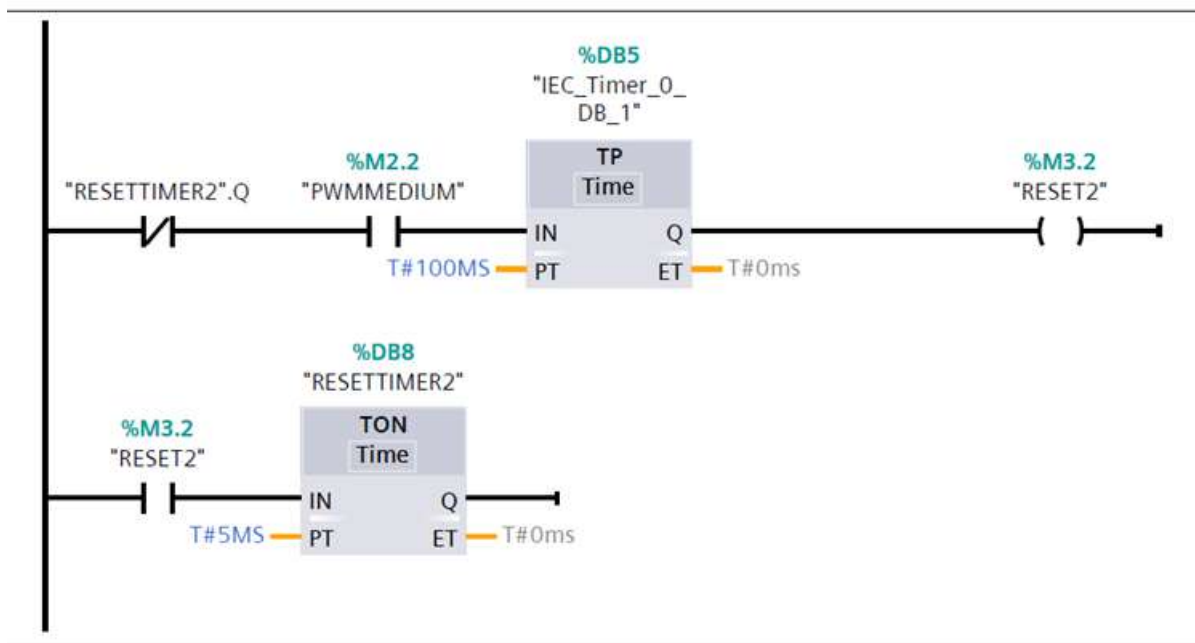 %DB5
"IEC_Timer_0_
DB_1"
%M2.2
TP
%M3.2
"RESETTIMER2".Q
"PWMMEDIUM"
Time
"RESET2"
IN
Q
T#100MS
PT
ET
T#0ms
%DB8
"RESETTIMER2"
%M3.2
TON
"RESET2"
Time
IN
Q
T#5MS
PT
ET
T#0ms